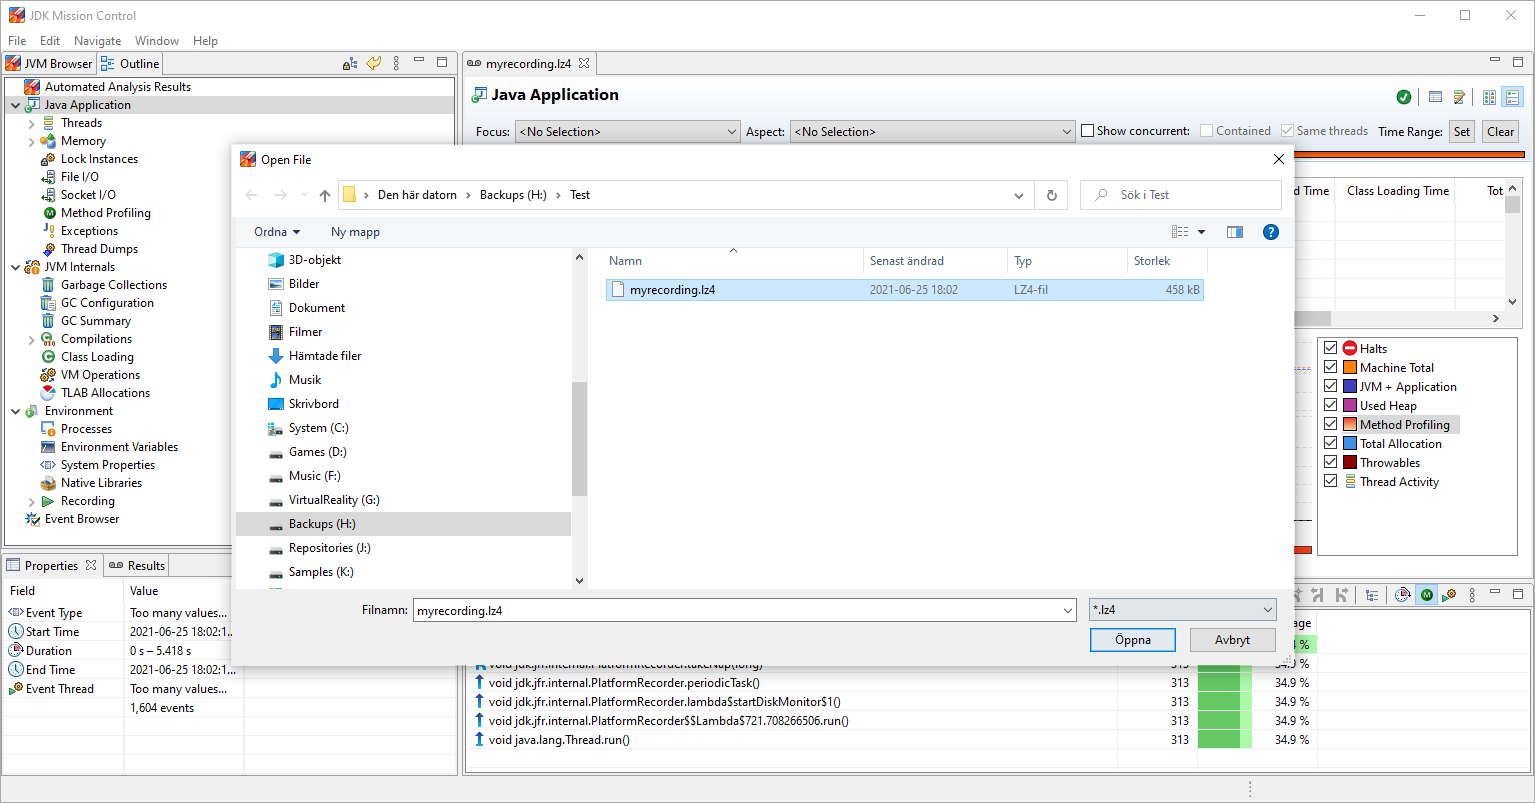 JDK Mission Control
File Edit Navigate Window Help
JVM Browser Outline
Automated Analysis Results
Java Application
Threads
Memory
Lock Instances
File I/O
Socket I/O
Method Profiling
Exceptions
Thread Dumps
JVM Internals
Garbage Collections
GC Configuration
GC Summary
Compilations
Class Loading
VM Operations
TLAB Allocations
Environment
Processes
Environment Variables
System Properties
Native Libraries
Recording
Event Browser
Properties Results
Field Value
Event Type Too many values...
Start Time 2021-06-25 18:02:1...
Duration 0 s – 5.418 s
End Time 2021-06-25 18:02:1...
Event Thread Too many values...
1,604 events
myrecording.lz4
Java Application
Focus: <No Selection> Aspect: <No Selection> Show concurrent: Contained Same threads Time Range: Set Clear
d Time Class Loading Time Tot
Open File
Den här datorn Backups (H:) Test
Sök i Test
Ordna Ny mapp
3D-objekt
Bilder
Dokument
Filmer
Hämtade filer
Musik
Skrivbord
System (C:)
Games (D:)
Music (F:)
VirtualReality (G:)
Backups (H:)
Repositories (J:)
Samples (K:)
Namn Senast ändrad Typ Storlek
myrecording.lz4 2021-06-25 18:02 LZ4-fil 458 kB
Filnamn: myrecording.lz4 *.lz4
Öppna Avbryt
Halts
Machine Total
JVM + Application
Used Heap
Method Profiling
Total Allocation
Throwables
Thread Activity
age
%
void jdk.jfr.internal.PlatformRecorder.takeNap(long) 313 34.9 %
void jdk.jfr.internal.PlatformRecorder.periodicTask() 313 34.9 %
void jdk.jfr.internal.PlatformRecorder.lambda$startDiskMonitor$1() 313 34.9 %
void jdk.jfr.internal.PlatformRecorder$$Lambda$721.708266506.run() 313 34.9 %
void java.lang.Thread.run() 313 34.9 %